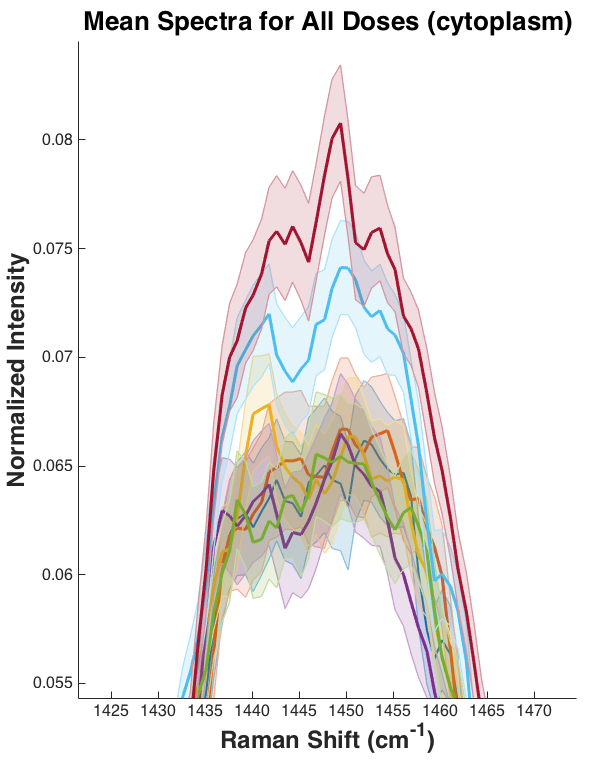 Mean Spectra for All Doses (cytoplasm)
0.08
0.075
0.07
0.065
0.06
0.055
Normalized Intensity
1425 1430 1435 1440 1445 1450 1455 1460 1465 1470
Raman Shift (cm-1)